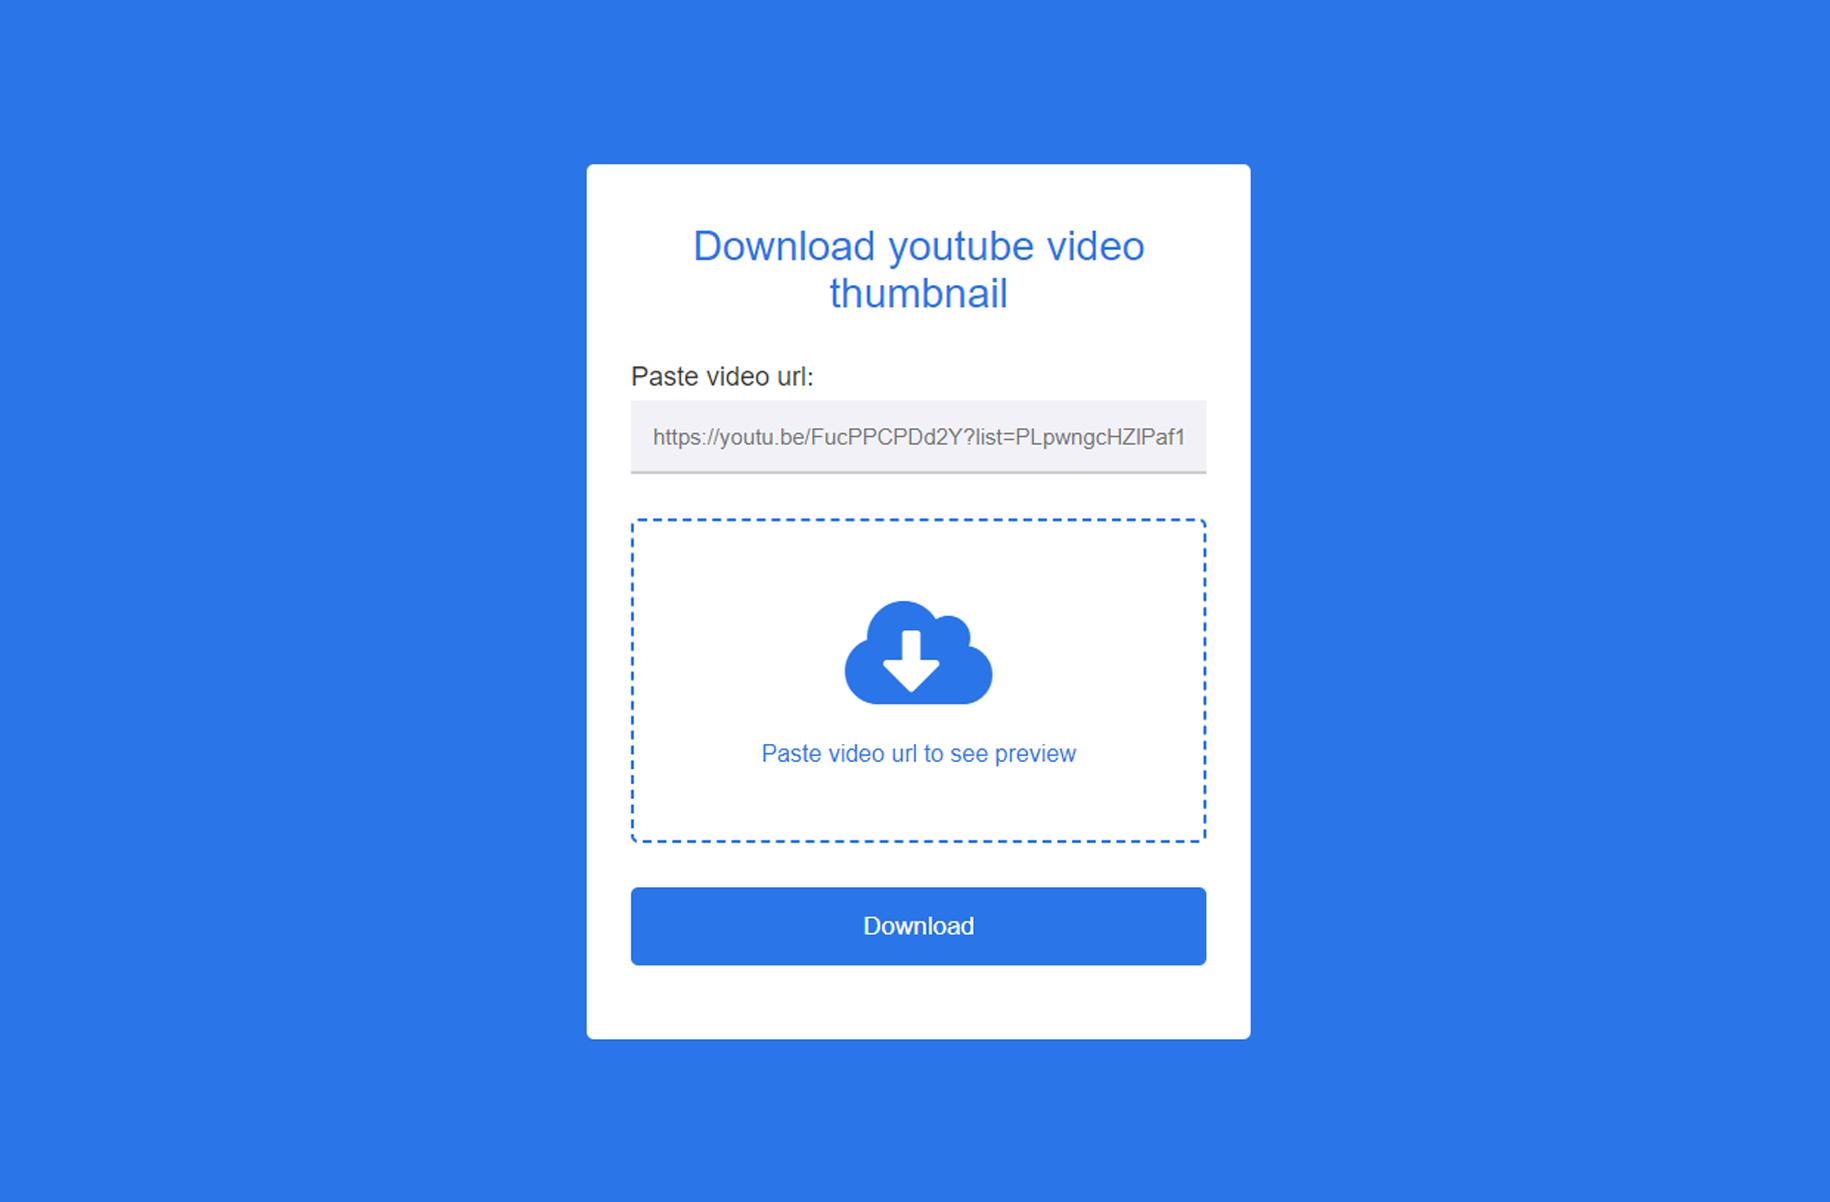 Download youtube video
thumbnail
Paste video url:
https://youtu.be/FucPPCPDd2Y?list=PLpwngcHZlPaf1
Paste video url to see preview
Download